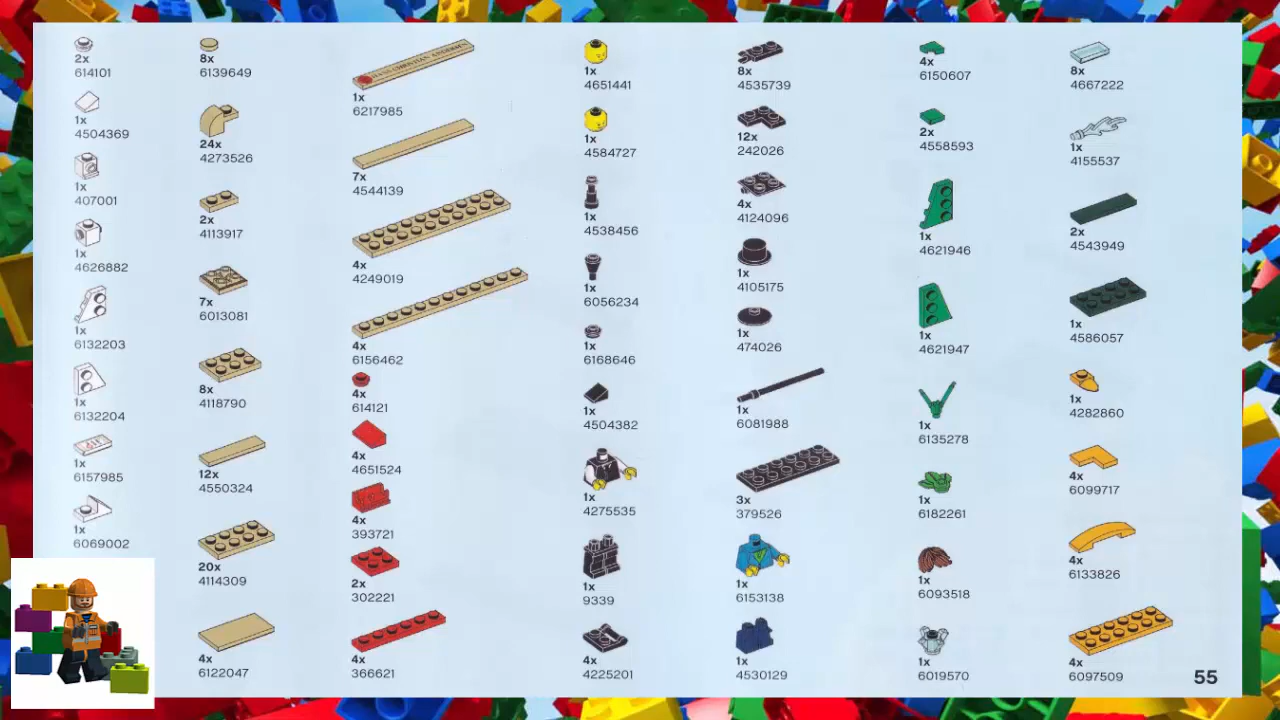 2x
614101
1x
4504369
1x
407001
1x
4626882
1x
6132203
1x
6132204
1x
6157985
1x
6069002
8x
6139649
24x
4273526
2x
4113917
7x
6013081
8x
4118790
12x
4550324
20x
4114309
4x
6122047
CHRISTIAN ANDERSEN
1x
6217985
7x
4544139
4x
4249019
4x
6156462
4x
614121
4x
4651524
4x
393721
2x
302221
4x
366621
1x
4651441
1x
4584727
1x
4538456
1x
6056234
1x
6168646
1x
4504382
1x
4275535
1x
9339
4x
4225201
8x
4535739
12x
242026
4x
4124096
1x
4105175
1x
474026
1x
6081988
3x
379526
1x
6153138
1x
4530129
4x
6150607
2x
4558593
1x
4621946
1x
4621947
1x
6135278
1x
6182261
1x
6093518
1x
6019570
8x
4667222
1x
4155537
2x
4543949
1x
4586057
1x
4282860
4x
6099717
4x
6133826
4x
6097509
55